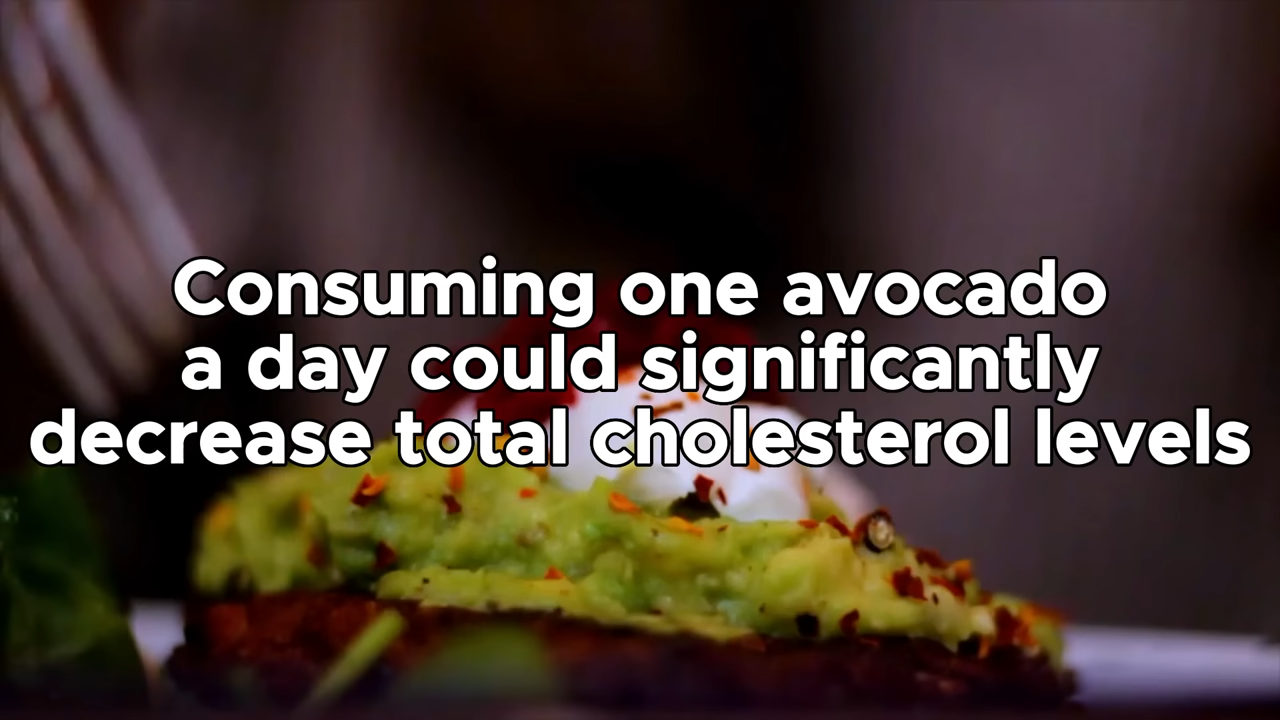 Consuming one avocado
a day could significantly
decrease total cholesterol levels